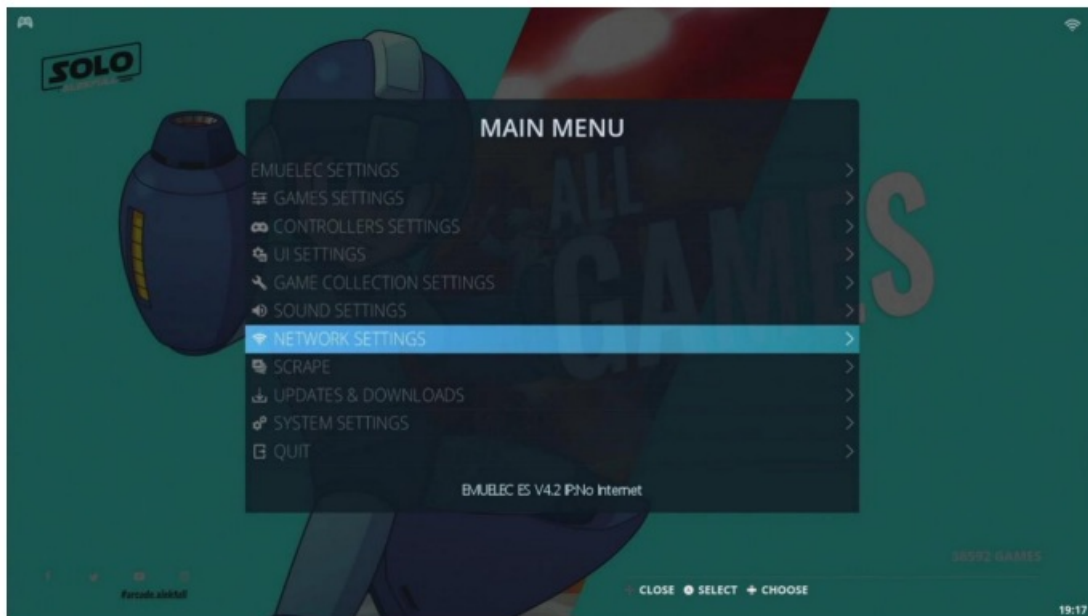 SOLO
MAIN MENU
EMUELEC SETTINGS
GAMES SETTINGS
CONTROLLERS SETTINGS
UI SETTINGS
GAME COLLECTION SETTINGS
SOUND SETTINGS
NETWORK SETTINGS
SCRAPE
UPDATES & DOWNLOADS
SYSTEM SETTINGS
QUIT
EMUELEC ES V4.2 IP:No Internet
ALL
GAMES
GAMES
CLOSE SELECT CHOOSE
19:17